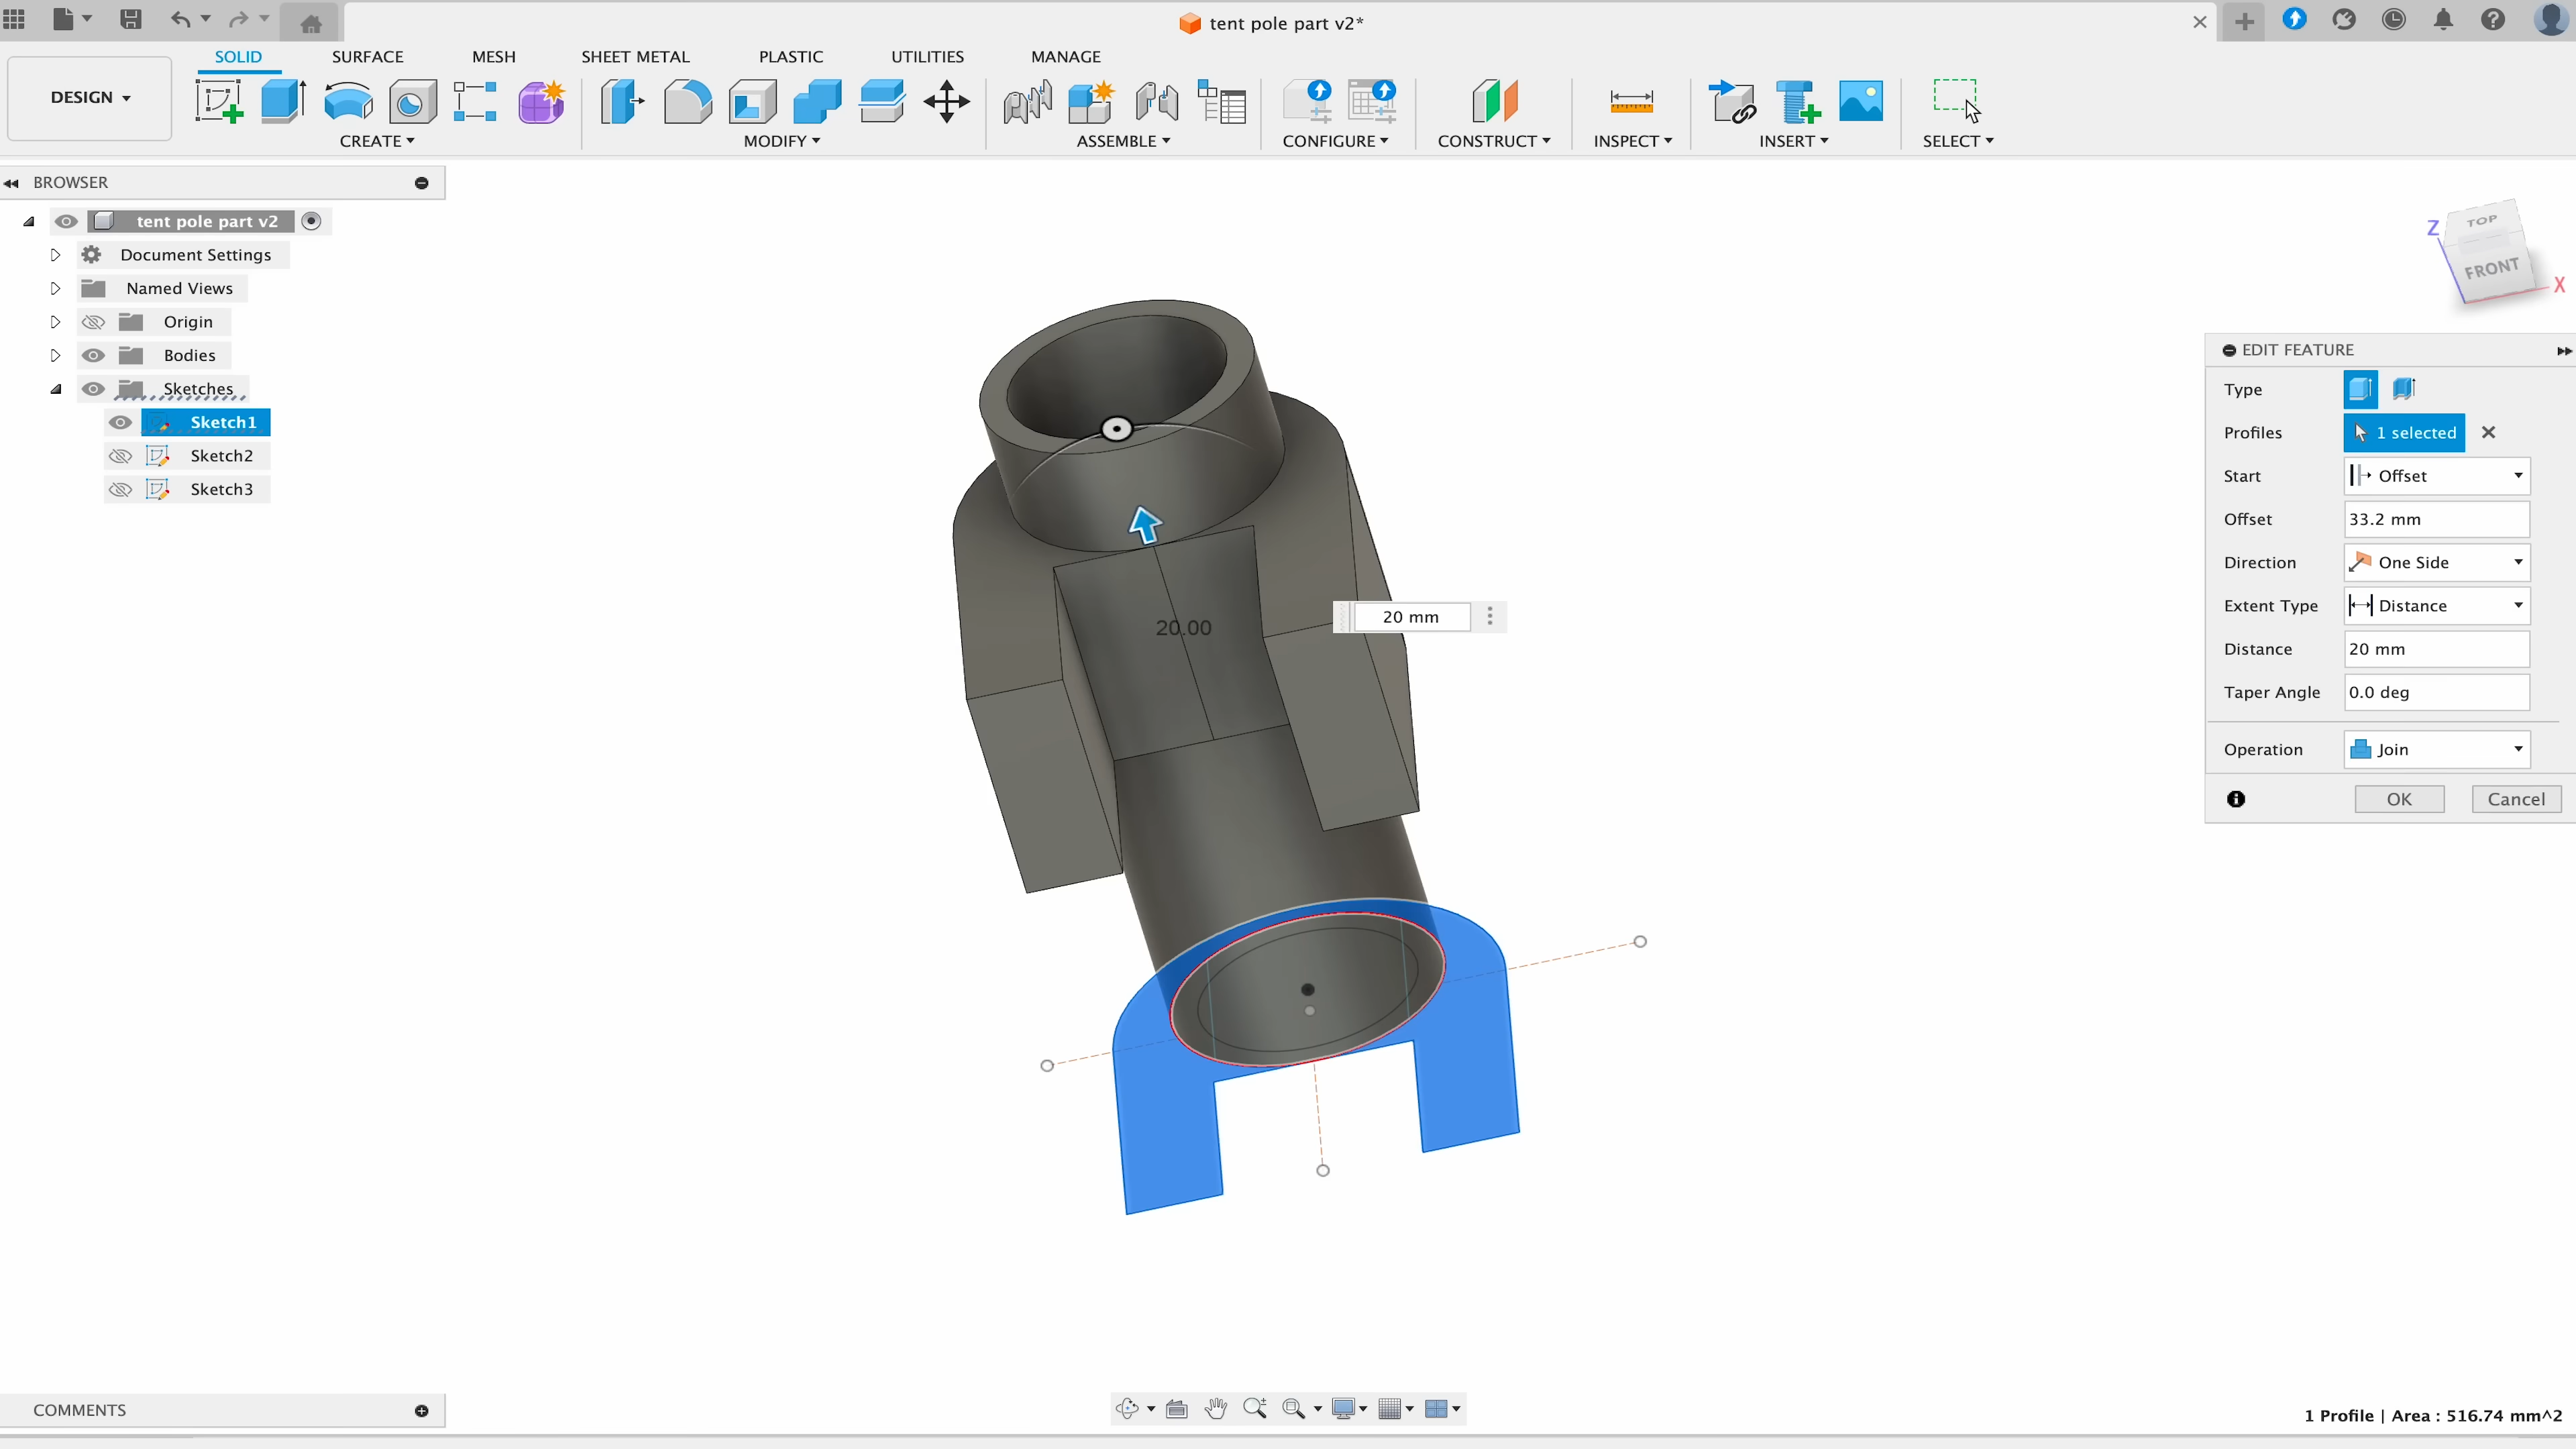 tent pole part v2*
SOLID SURFACE MESH SHEET METAL PLASTIC UTILITIES MANAGE
DESIGN
CREATE MODIFY ASSEMBLE CONFIGURE CONSTRUCT INSPECT INSERT SELECT
BROWSER
tent pole part v2
Document Settings
Named Views
Origin
Bodies
Sketches
Sketch1
Sketch2
Sketch3
TOP
Z
FRONT
X
EDIT FEATURE
Type
Profiles 1 selected
Start Offset
Offset 33.2 mm
Direction One Side
Extent Type Distance
Distance 20 mm
Taper Angle 0.0 deg
Operation Join
OK Cancel
20 mm
20.00
COMMENTS
1 Profile | Area : 516.74 mm^2